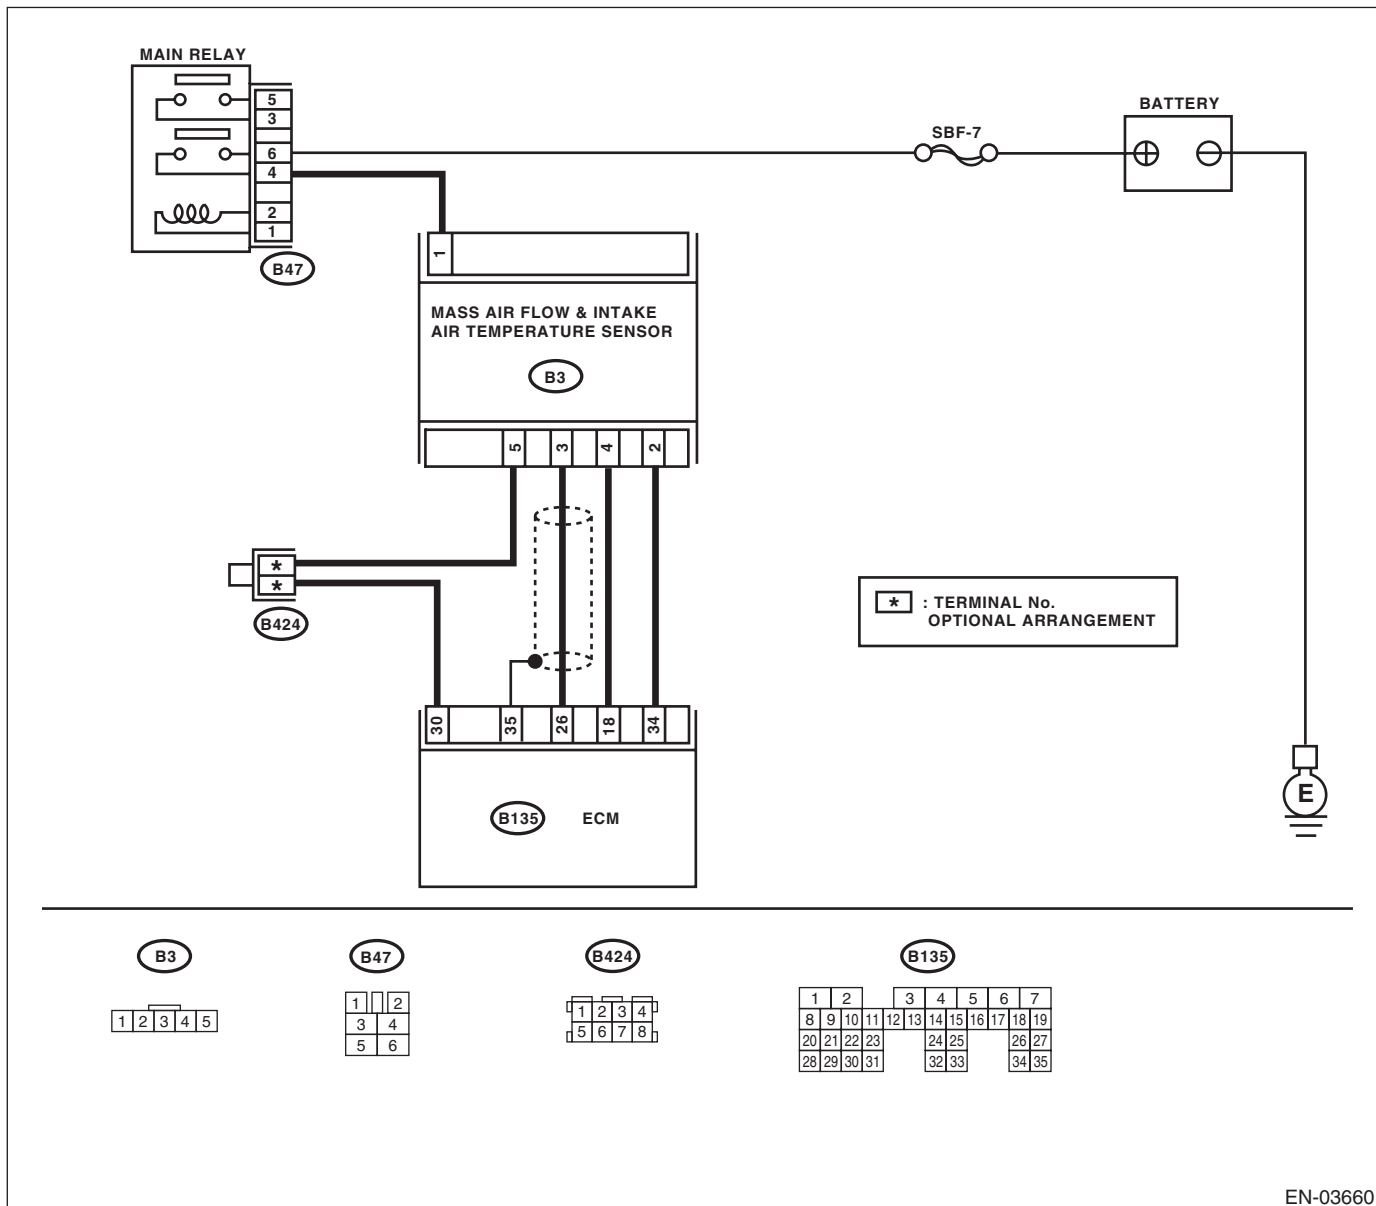 MAIN RELAY
5
3
6
4
2
1
B47
SBF-7
BATTERY
1
MASS AIR FLOW & INTAKE
AIR TEMPERATURE SENSOR
B3
5 3 4 2
*
*
B424
* : TERMINAL No.
OPTIONAL ARRANGEMENT
30 35 26 18 34
B135 ECM
E
B3
1 2 3 4 5
B47
1 2
3 4
5 6
B424
1 2 3 4
5 6 7 8
B135
1 2 3 4 5 6 7
8 9 10 11 12 13 14 15 16 17 18 19
20 21 22 23 24 25 26 27
28 29 30 31 32 33 34 35
EN-03660